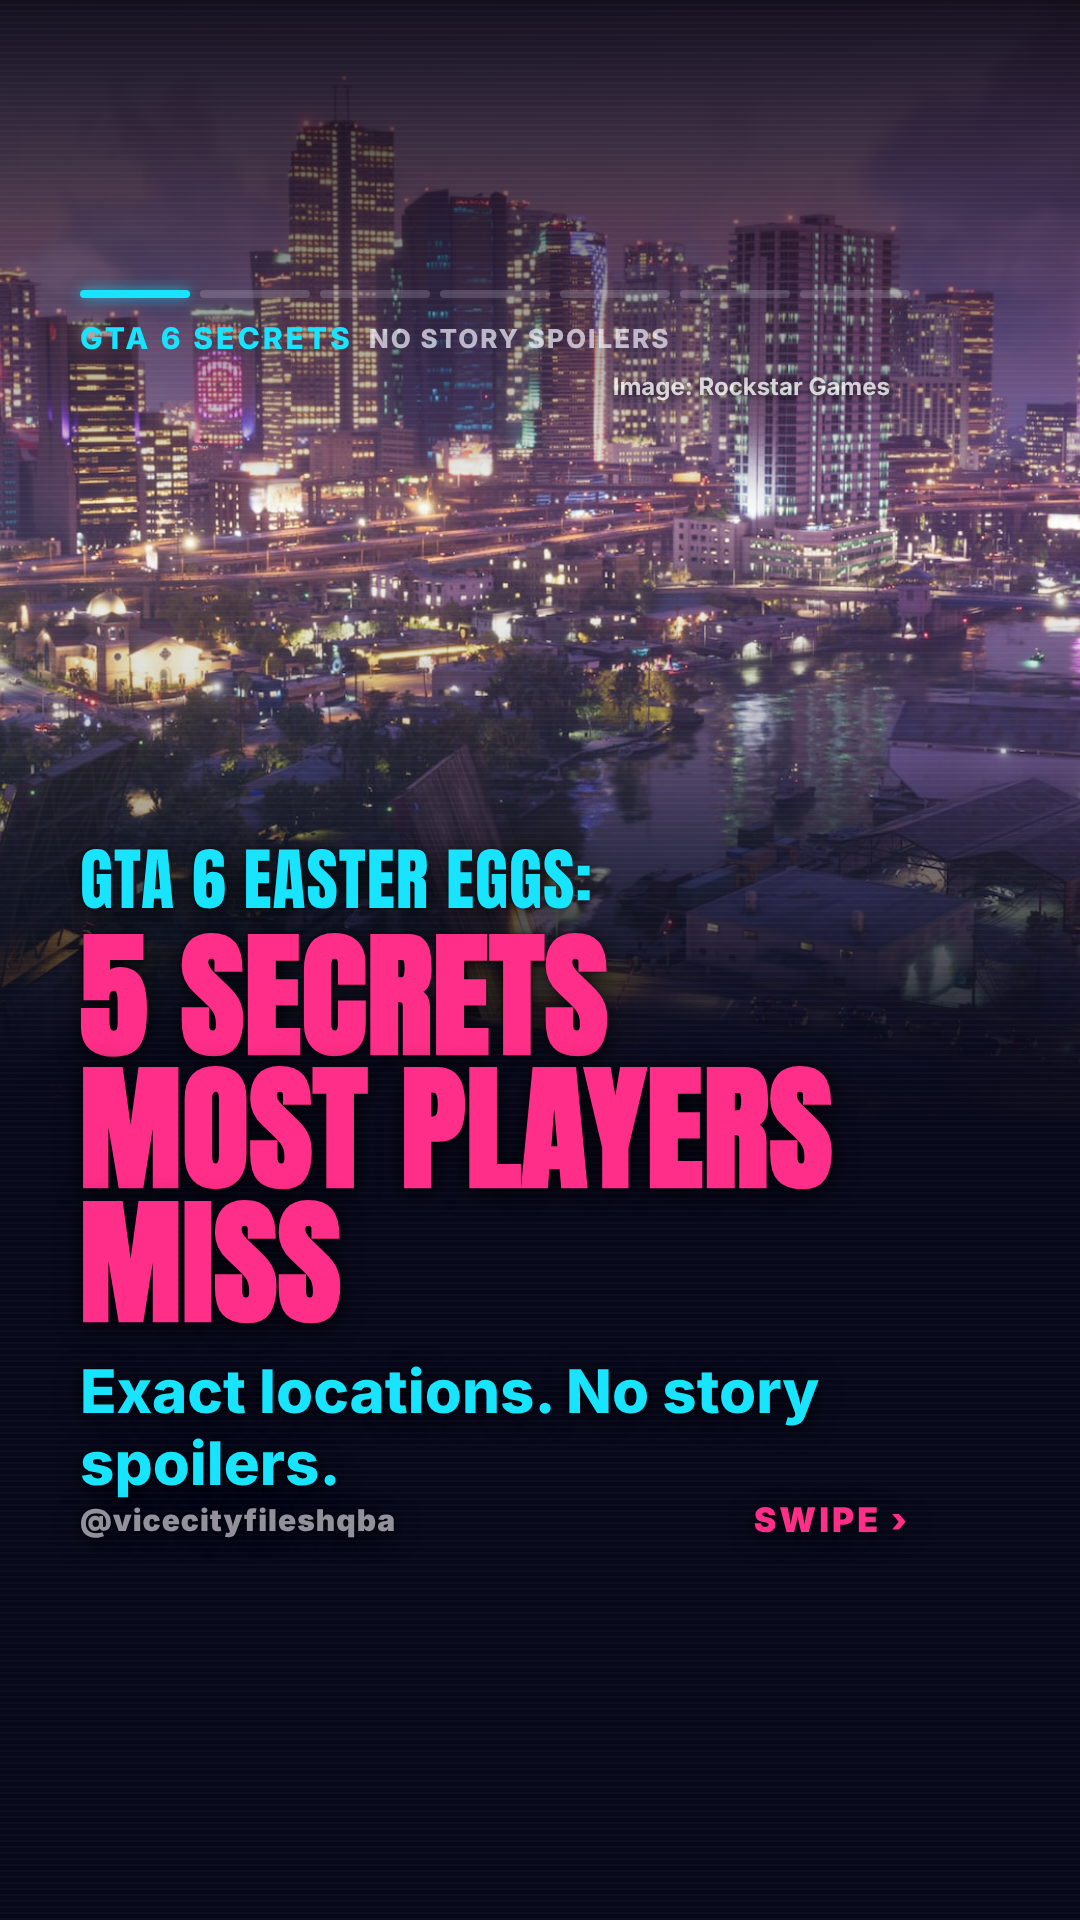 GTA 6 SECRETS NO STORY SPOILERS
Image: Rockstar Games
GTA 6 EASTER EGGS:
5 SECRETS
MOST PLAYERS
MISS
Exact locations. No story
spoilers.
@vicecityfileshqba SWIPE ›